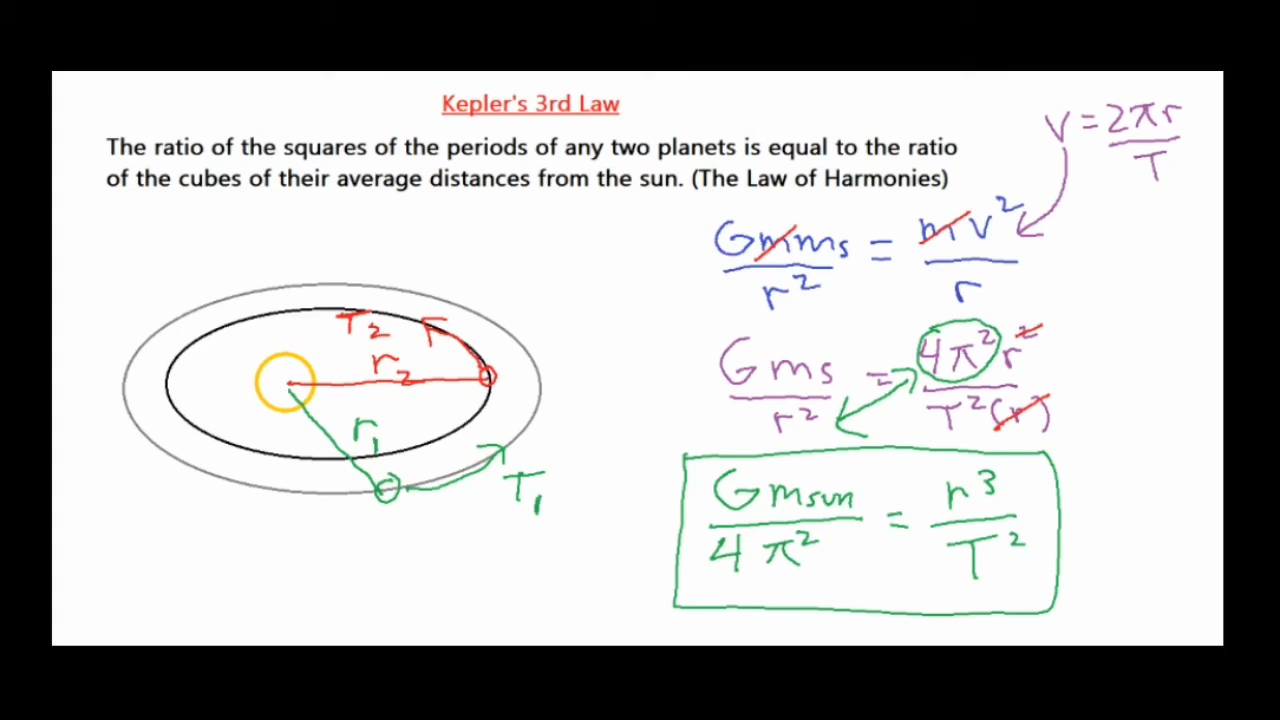 Kepler's 3rd Law
The ratio of the squares of the periods of any two planets is equal to the ratio
of the cubes of their average distances from the sun. (The Law of Harmonies)
v = 2πr / T
Gmms / r² = mv² / r
Gms / r² = 4π²r² / T²(r)
Gmsun / 4π² = r³ / T²
T₂
r₂
r₁
T₁